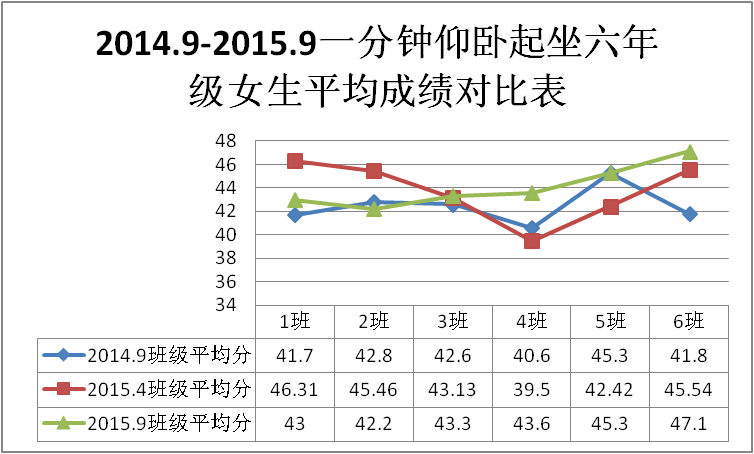 2014.9-2015.9一分钟仰卧起坐六年
级女生平均成绩对比表
48
46
44
42
40
38
36
34
1班 2班 3班 4班 5班 6班
2014.9班级平均分 41.7 42.8 42.6 40.6 45.3 41.8
2015.4班级平均分 46.31 45.46 43.13 39.5 42.42 45.54
2015.9班级平均分 43 42.2 43.3 43.6 45.3 47.1